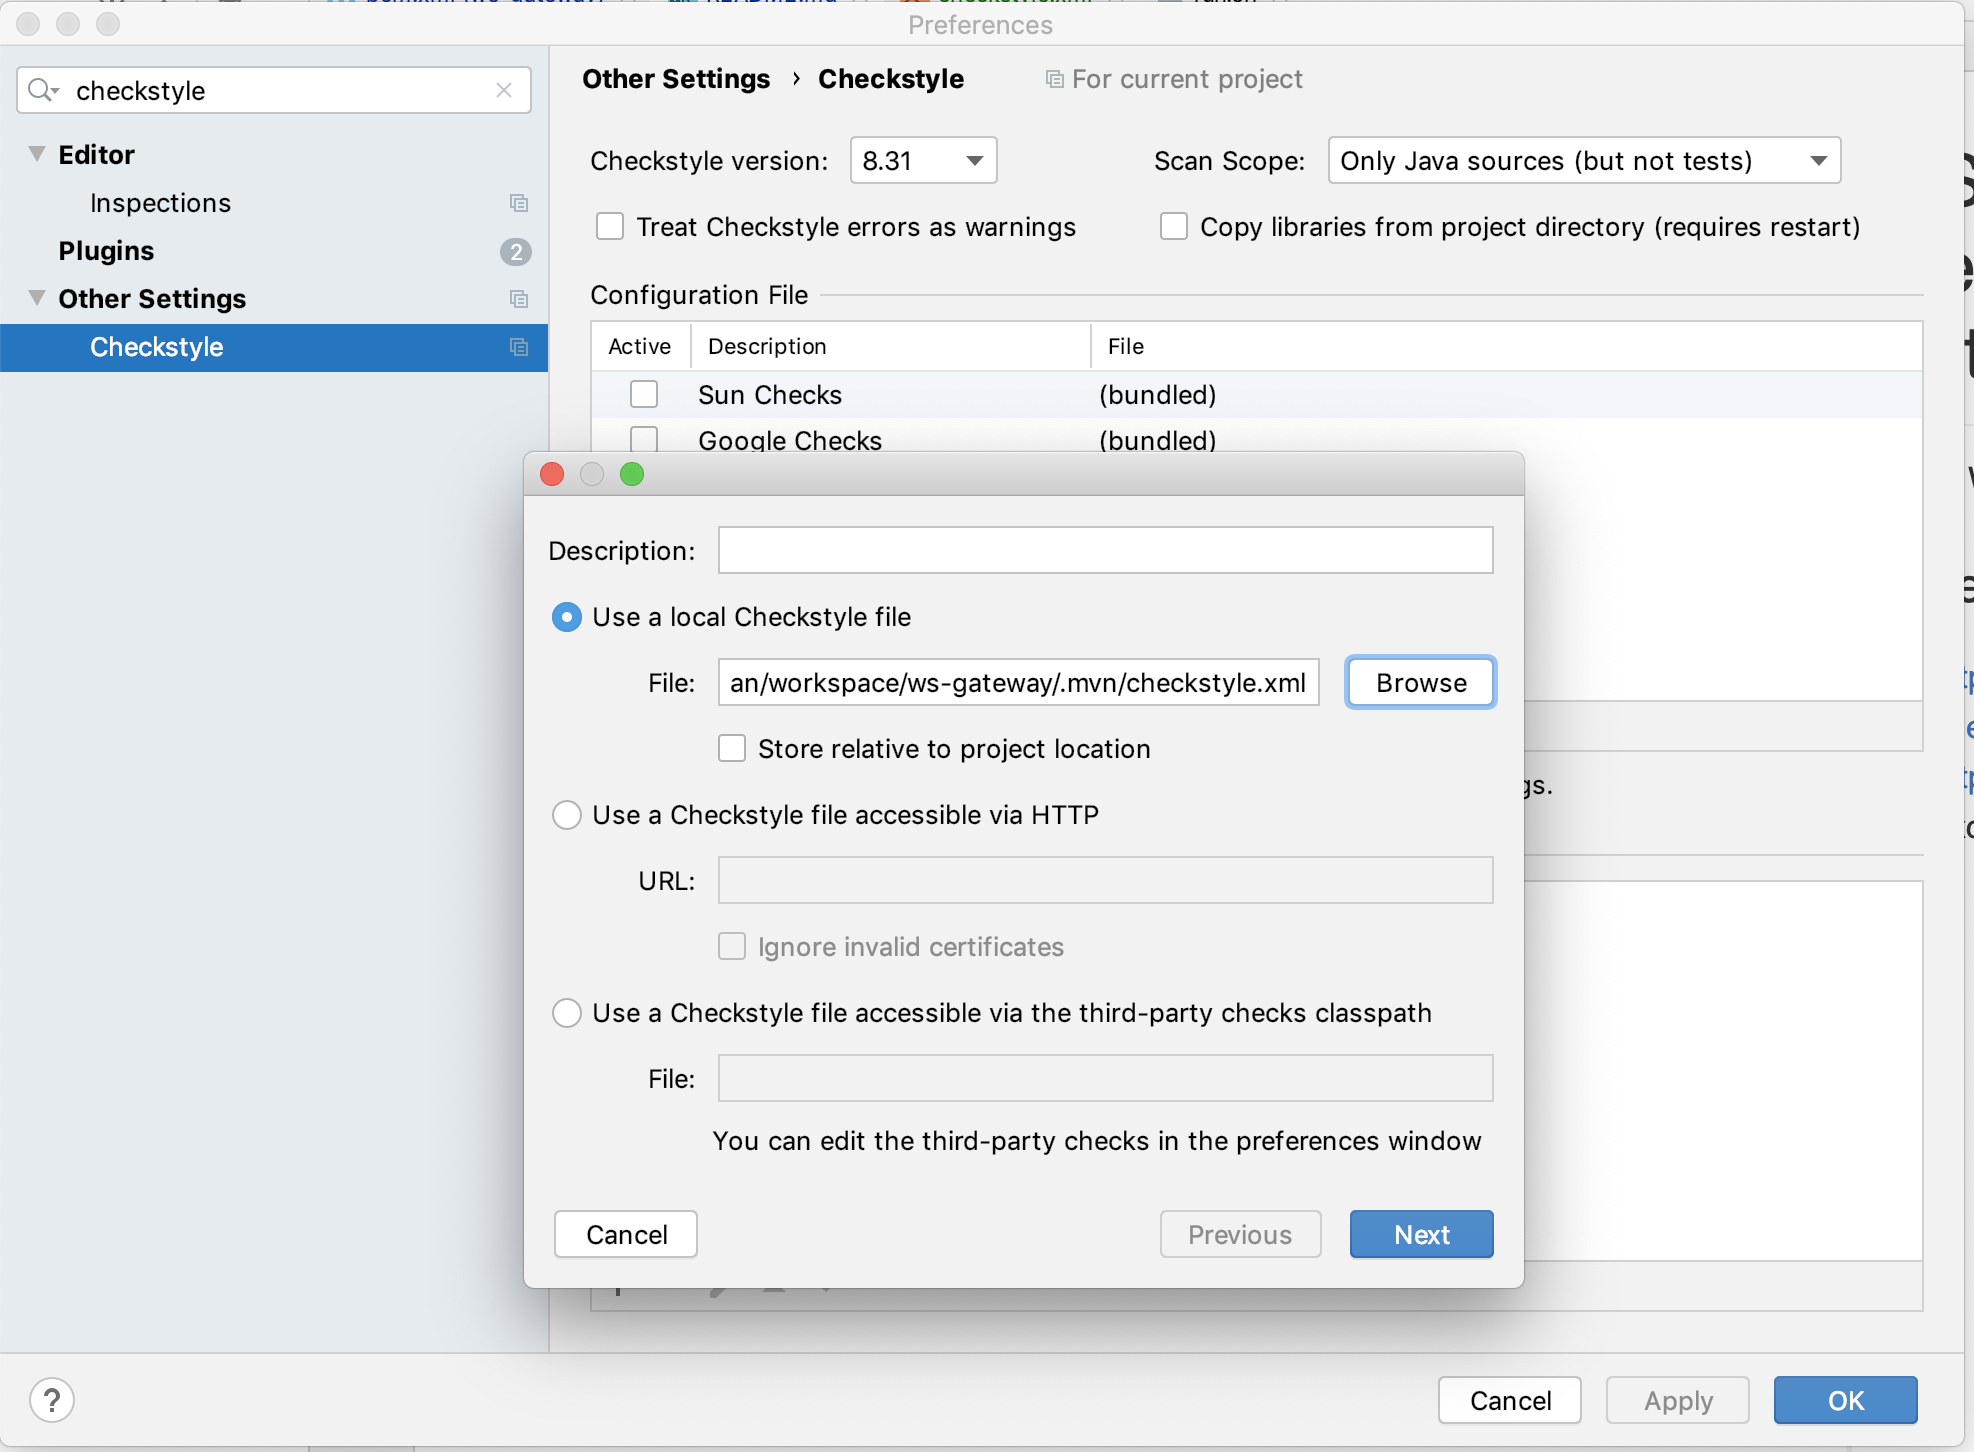 Preferences
checkstyle
Editor
Inspections
Plugins 2
Other Settings
Checkstyle
Other Settings › Checkstyle For current project
Checkstyle version: 8.31 Scan Scope: Only Java sources (but not tests)
Treat Checkstyle errors as warnings Copy libraries from project directory (requires restart)
Configuration File
Active Description File
Sun Checks (bundled)
Google Checks (bundled)
Description:
Use a local Checkstyle file
File: an/workspace/ws-gateway/.mvn/checkstyle.xml Browse
Store relative to project location
gs.
Use a Checkstyle file accessible via HTTP
URL:
Ignore invalid certificates
Use a Checkstyle file accessible via the third-party checks classpath
File:
You can edit the third-party checks in the preferences window
Cancel Previous Next
? Cancel Apply OK